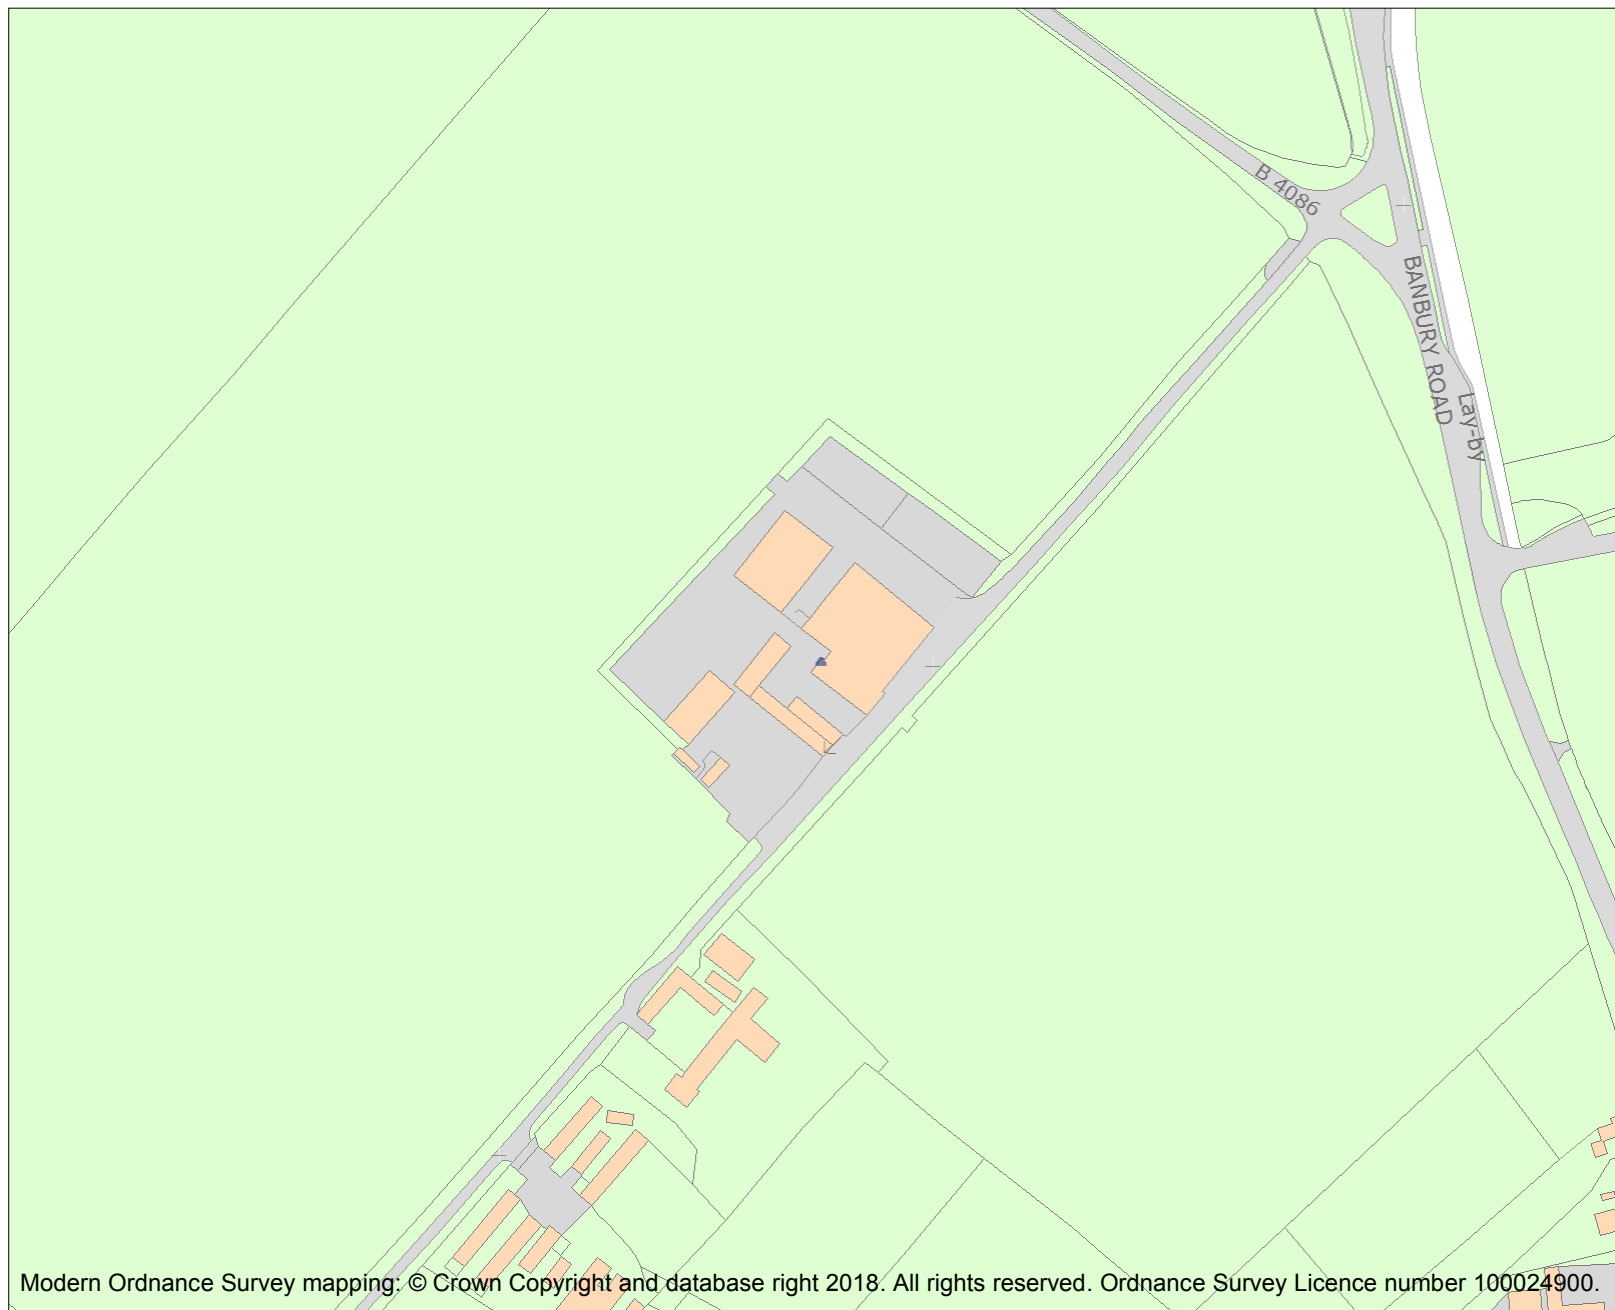 B 4086
BANBURY ROAD
Lay-by
Modern Ordnance Survey mapping: © Crown Copyright and database right 2018. All rights reserved. Ordnance Survey Licence number 100024900.